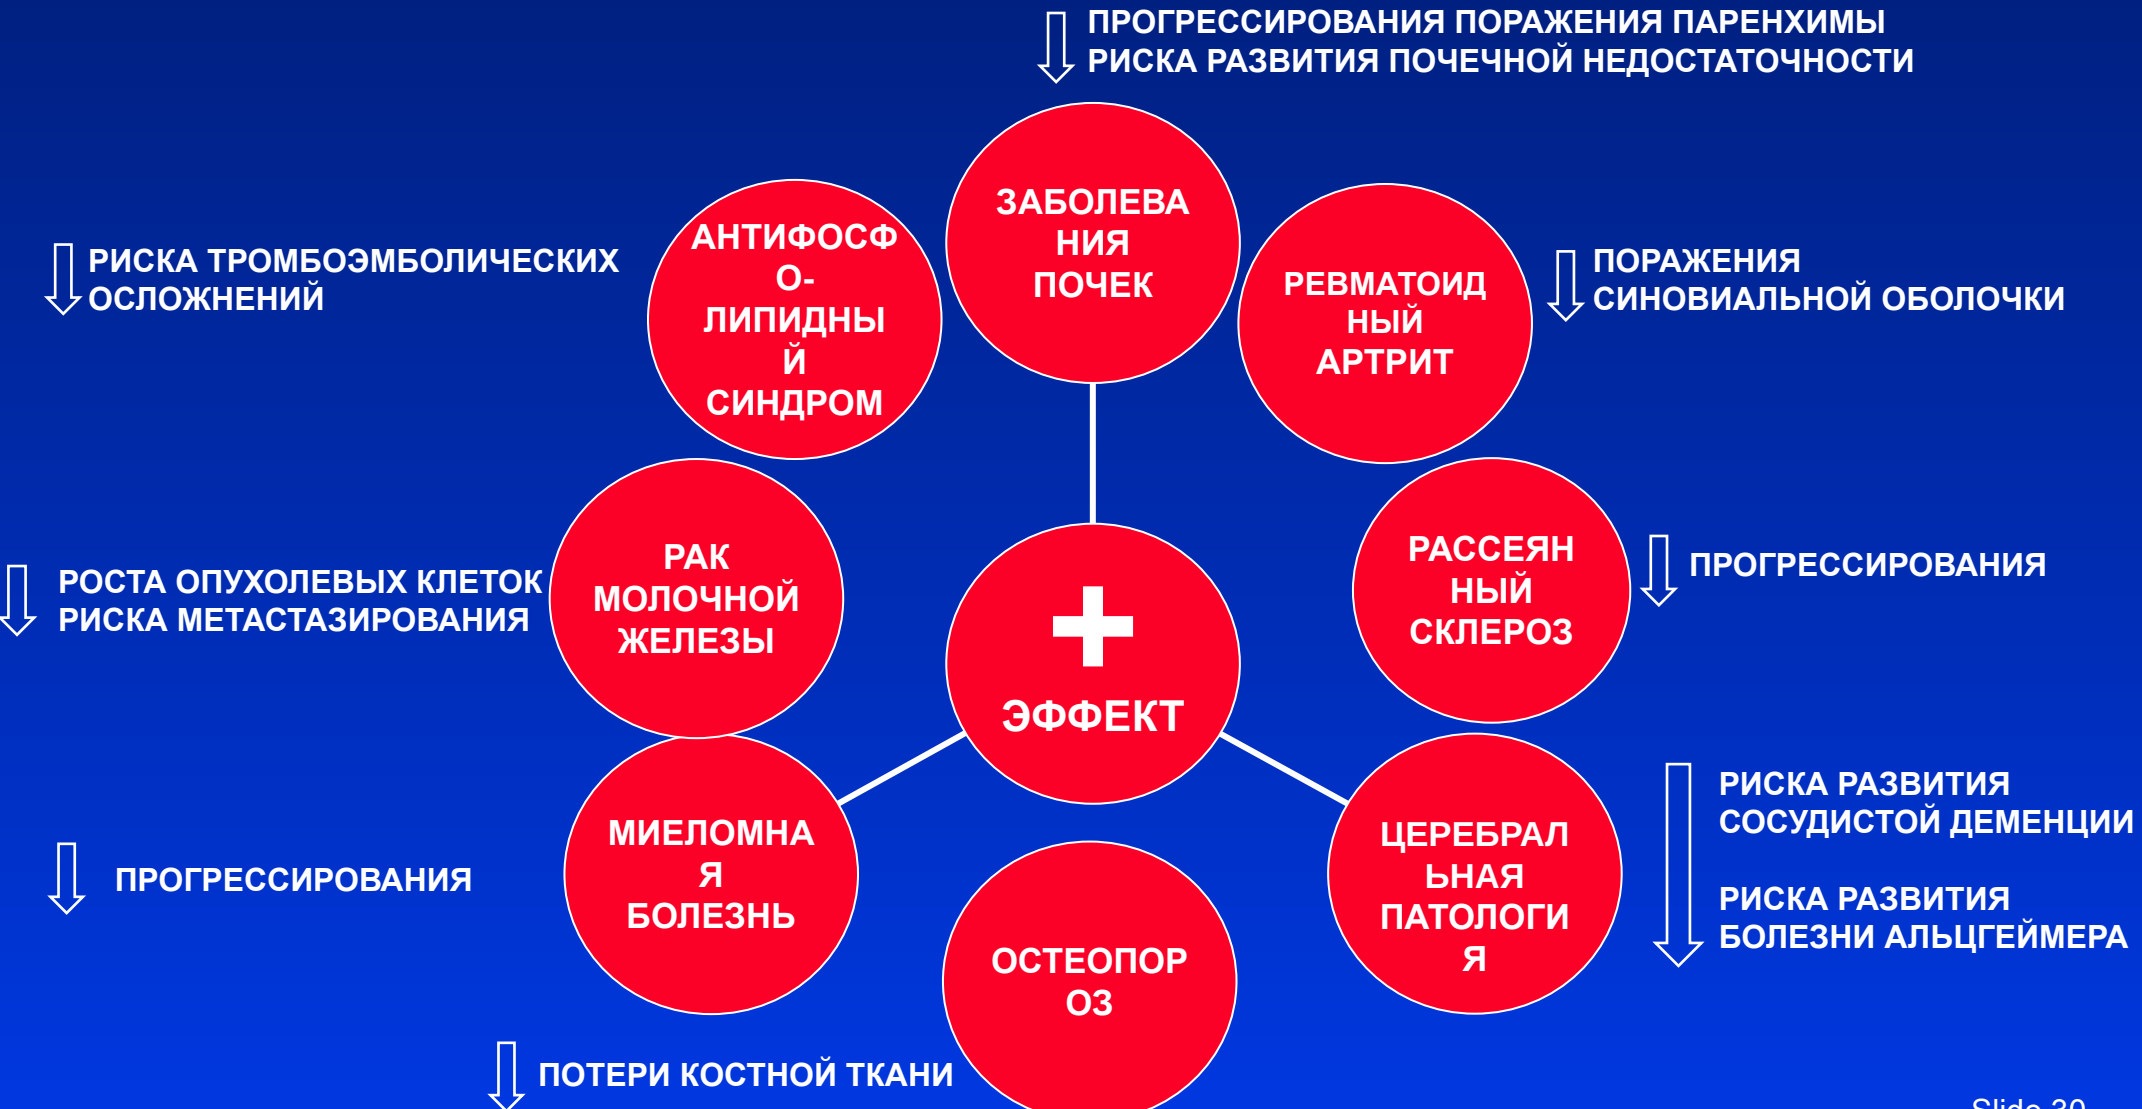 ПРОГРЕССИРОВАНИЯ ПОРАЖЕНИЯ ПАРЕНХИМЫ
РИСКА РАЗВИТИЯ ПОЧЕЧНОЙ НЕДОСТАТОЧНОСТИ
ЗАБОЛЕВА
НИЯ
ПОЧЕК
АНТИФОСФ
О-
ЛИПИДНЫ
Й
СИНДРОМ
РИСКА ТРОМБОЭМБОЛИЧЕСКИХ
ОСЛОЖНЕНИЙ
РЕВМАТОИД
НЫЙ
АРТРИТ
ПОРАЖЕНИЯ
СИНОВИАЛЬНОЙ ОБОЛОЧКИ
РОСТА ОПУХОЛЕВЫХ КЛЕТОК
РИСКА МЕТАСТАЗИРОВАНИЯ
РАК
МОЛОЧНОЙ
ЖЕЛЕЗЫ
РАССЕЯН
НЫЙ
СКЛЕРОЗ
ПРОГРЕССИРОВАНИЯ
+
ЭФФЕКТ
ПРОГРЕССИРОВАНИЯ
МИЕЛОМНА
Я
БОЛЕЗНЬ
ЦЕРЕБРАЛ
ЬНАЯ
ПАТОЛОГИ
Я
РИСКА РАЗВИТИЯ
СОСУДИСТОЙ ДЕМЕНЦИИ
РИСКА РАЗВИТИЯ
БОЛЕЗНИ АЛЬЦГЕЙМЕРА
ОСТЕОПОР
ОЗ
ПОТЕРИ КОСТНОЙ ТКАНИ
Slide 30